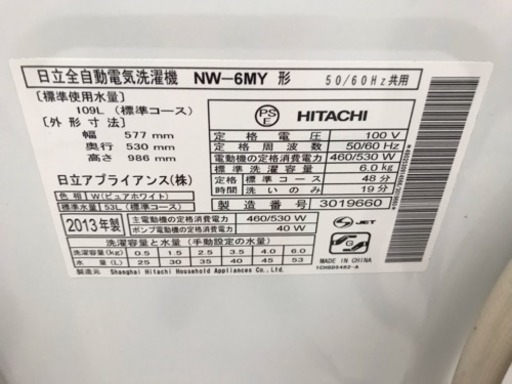 日立全自動電気洗濯機 NW-6MY 形 50/60Hz共用
[標準使用水量]
109L (標準コース)
[外形寸法]
幅 577 mm
奥行 530 mm
高さ 986 mm
日立アプライアンス(株)
色相 W(ピュアホワイト)
標準水量 53L (標準コース)
PS
E
HITACHI
定格電圧 100 V
定格周波数 50/60 Hz
電動機の定格消費電力 460/530 W
標準洗濯容量 6.0 kg
定格 標準コース 48分
時間 洗いのみ 19分
製造番号 3019660
2013年製
主電動機の定格消費電力 460/530 W
ポンプ電動機の定格消費電力 40 W
洗濯容量と水量 (手動設定の水量)
洗濯容量(Kg) 0.5 1.5 2.5 3.5 4.0 6.0
水量(L) 25 30 35 40 45 53
製造元 Shanghai Hitachi Household Appliances Co.,Ltd.
S JET
MADE IN CHINA